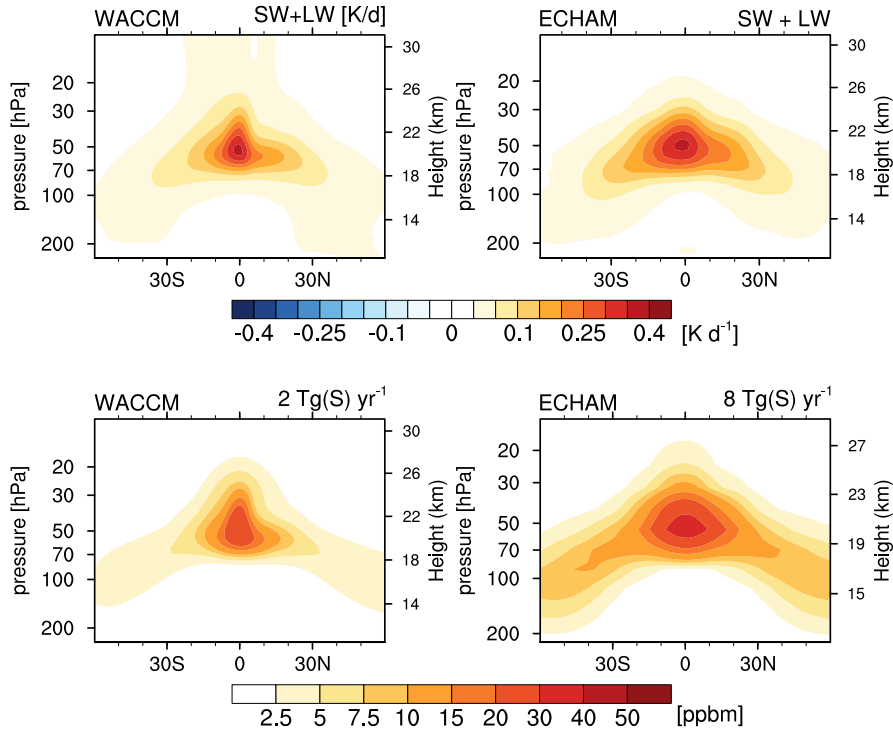 WACCM SW+LW [K/d] ECHAM SW + LW
pressure [hPa] 20 30 50 70 100 200
30 26 22 18 14 Height (km)
30S 0 30N
pressure [hPa] 20 30 50 70 100 200
30 26 22 18 14 Height (km)
30S 0 30N
-0.4 -0.25 -0.1 0 0.1 0.25 0.4 [K d⁻¹]
WACCM 2 Tg(S) yr⁻¹ ECHAM 8 Tg(S) yr⁻¹
pressure [hPa] 20 30 50 70 100 200
30 26 22 18 14 Height (km)
30S 0 30N
pressure [hPa] 20 30 50 70 100 200
27 23 19 15 Height (km)
30S 0 30N
2.5 5 7.5 10 15 20 30 40 50 [ppbm]